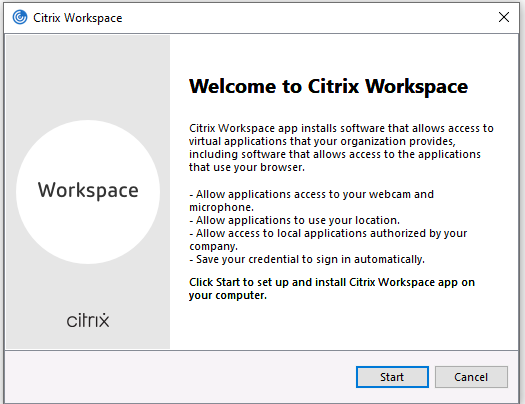 Citrix Workspace
Welcome to Citrix Workspace
Citrix Workspace app installs software that allows access to
virtual applications that your organization provides,
including software that allows access to the applications
that use your browser.
- Allow applications access to your webcam and
microphone.
- Allow applications to use your location.
- Allow access to local applications authorized by your
company.
- Save your credential to sign in automatically.
Click Start to set up and install Citrix Workspace app on
your computer.
Workspace
citrix
Start
Cancel